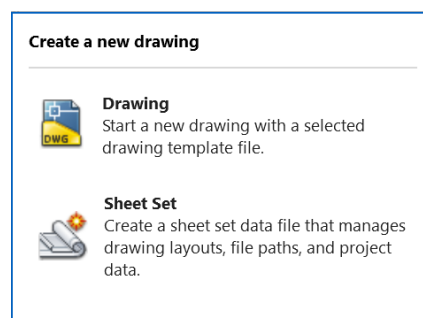 Create a new drawing
Drawing
Start a new drawing with a selected
drawing template file.
DWG
Sheet Set
Create a sheet set data file that manages
drawing layouts, file paths, and project
data.